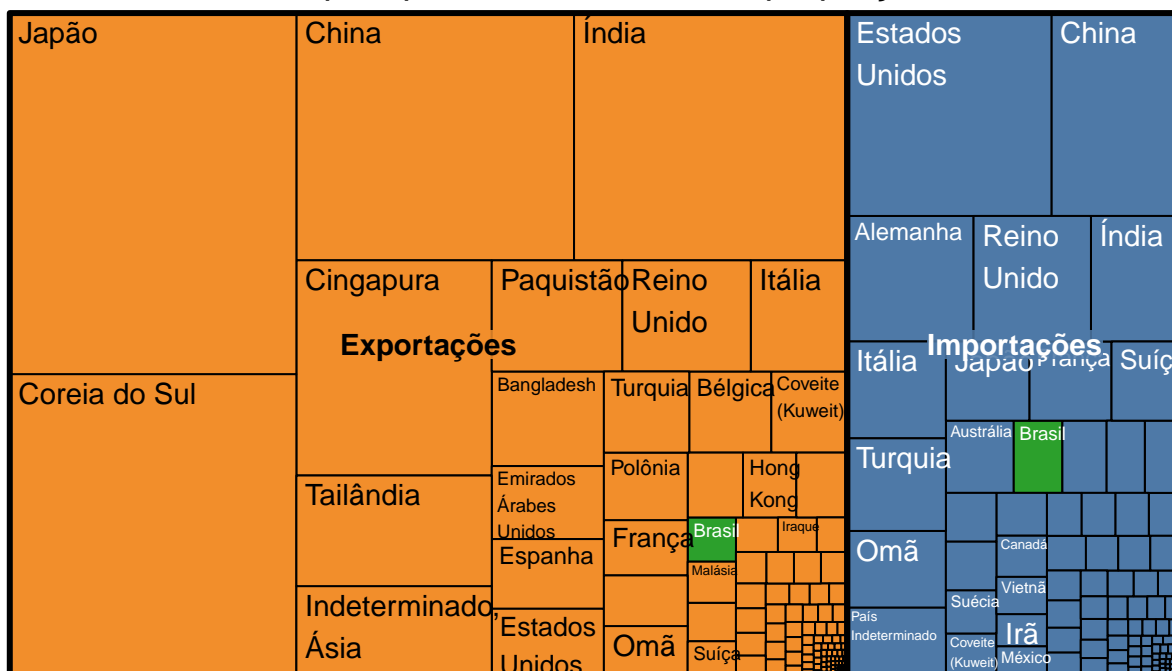 Japão
China
Índia
Coreia do Sul
Cingapura
Paquistão
Reino
Unido
Itália
Exportações
Bangladesh
Turquia
Bélgica
Coveite
(Kuweit)
Tailândia
Emirados
Árabes
Unidos
Polônia
Hong
Kong
Espanha
França
Brasil
Iraque
Malásia
Indeterminado,
Ásia
Estados
Unidos
Omã
Suíça
Estados
Unidos
China
Alemanha
Reino
Unido
Índia
Importações
Itália
Japão
França
Suíç
Austrália
Brasil
Turquia
Omã
Canadá
Suécia
Vietnã
País
Indeterminado
Coveite
(Kuweit)
Irã
México